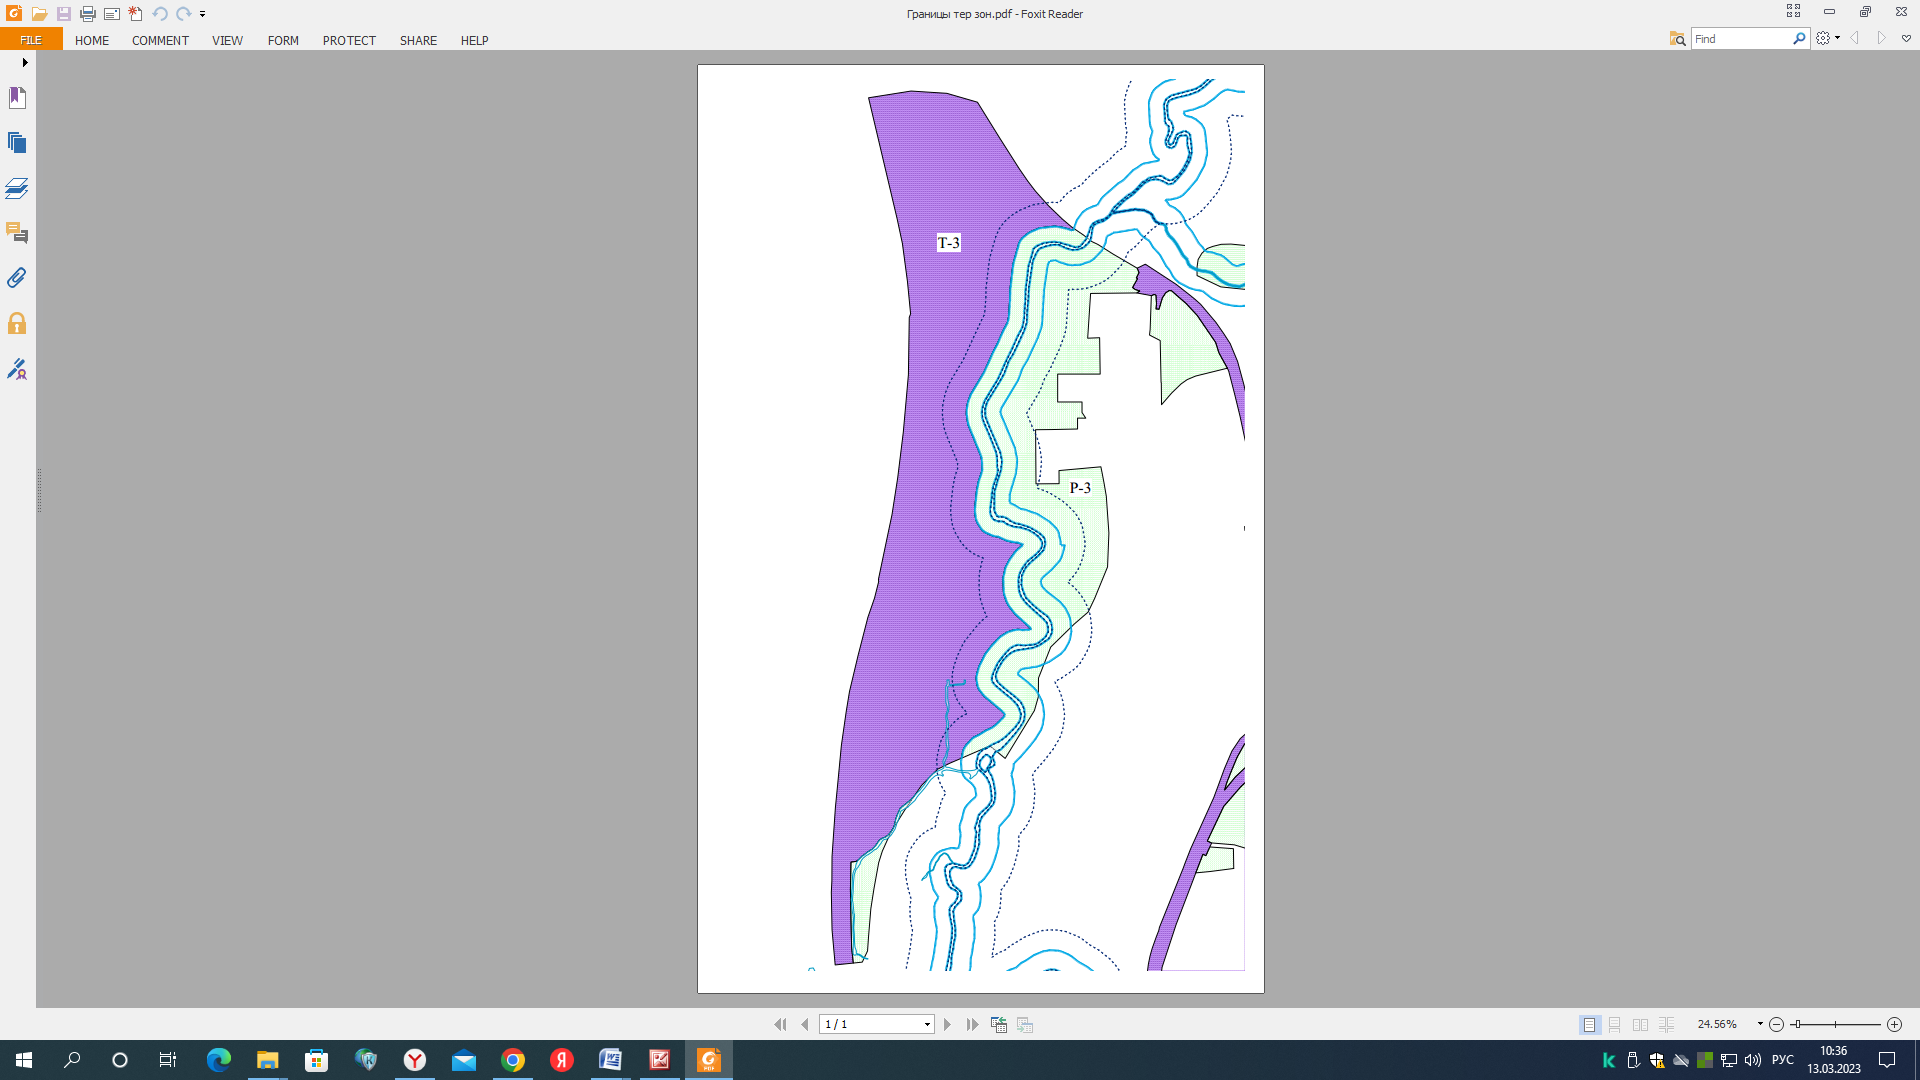 Границы тер зон.pdf - Foxit Reader
FILE HOME COMMENT VIEW FORM PROTECT SHARE HELP
Find
Т-3
Р-3
1 / 1
24.56%
РУС
10:36
13.03.2023